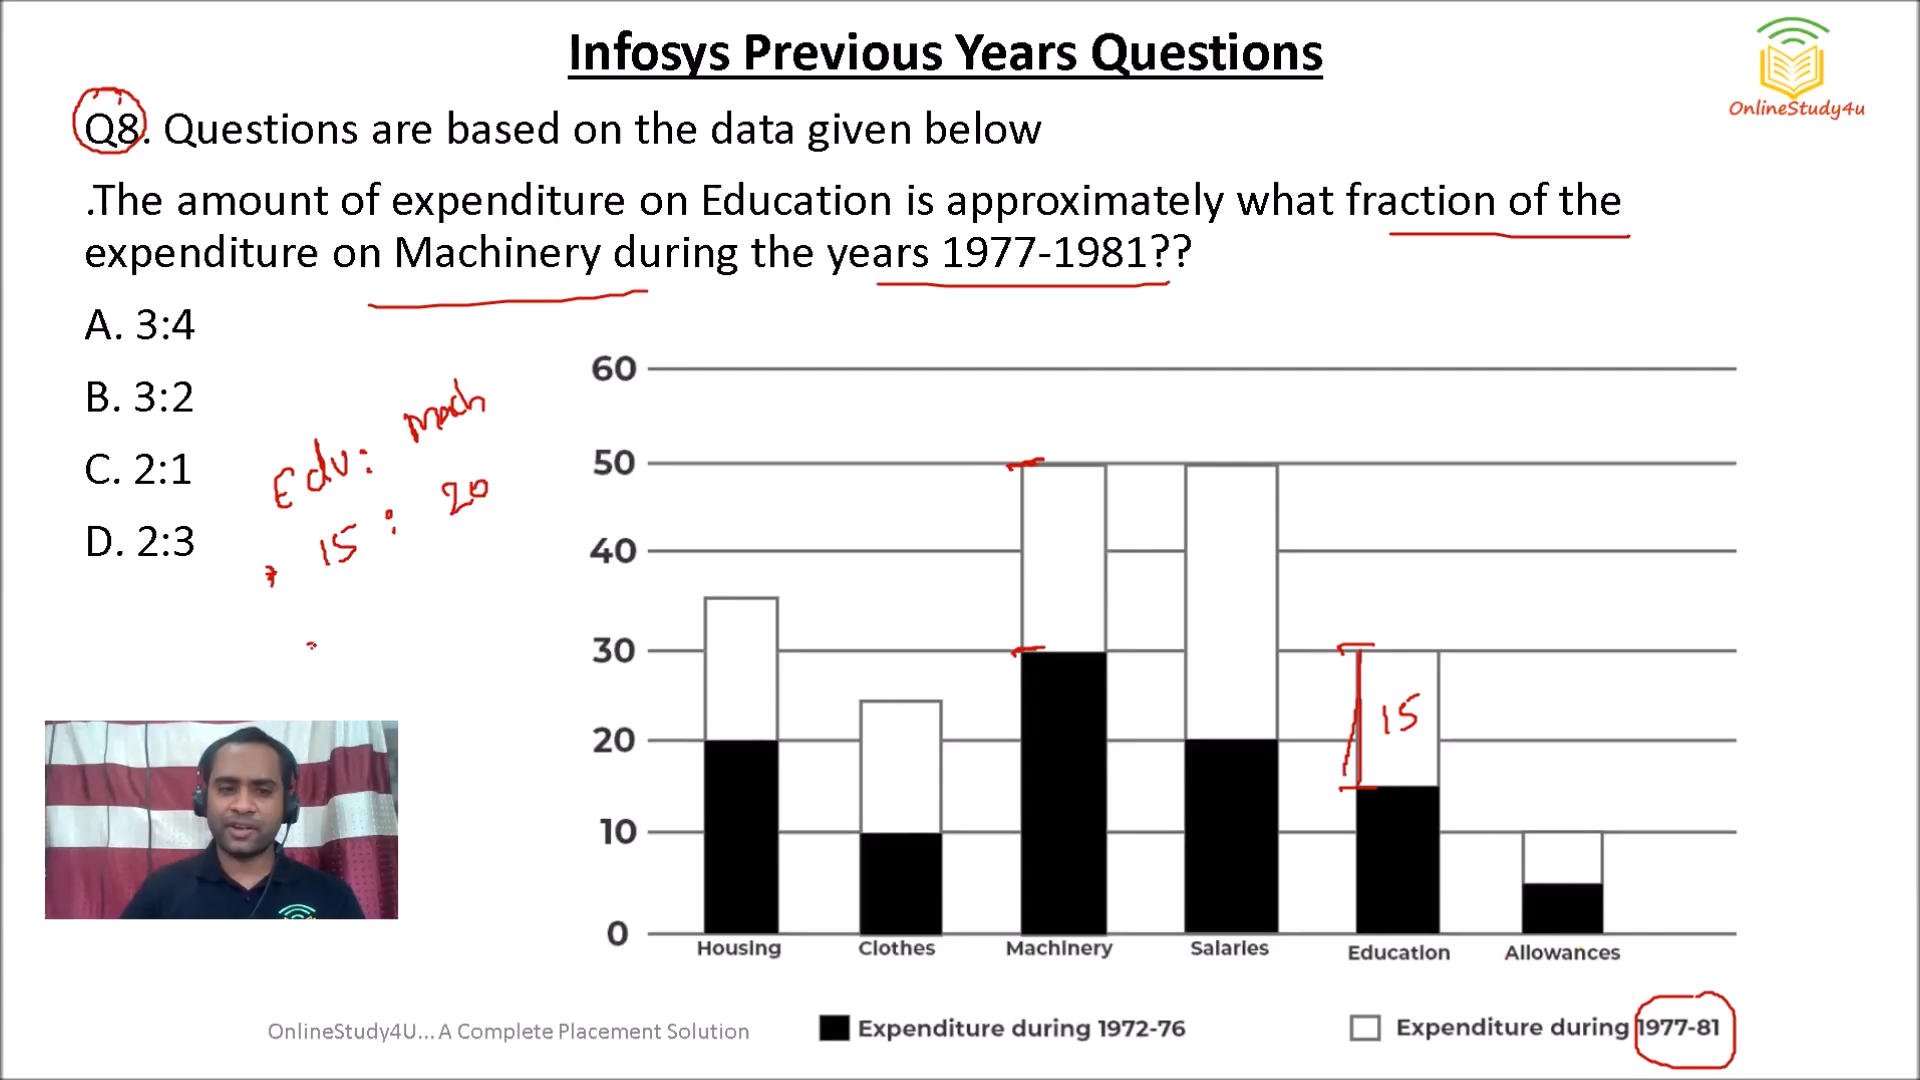 Infosys Previous Years Questions
OnlineStudy4u
Q8. Questions are based on the data given below
.The amount of expenditure on Education is approximately what fraction of the
expenditure on Machinery during the years 1977-1981??
A. 3:4
B. 3:2
C. 2:1
D. 2:3
Edu : Mach
15 : 20
60
50
40
30
20
10
0
15
Housing Clothes Machinery Salaries Education Allowances
Expenditure during 1972-76 Expenditure during 1977-81
OnlineStudy4U... A Complete Placement Solution